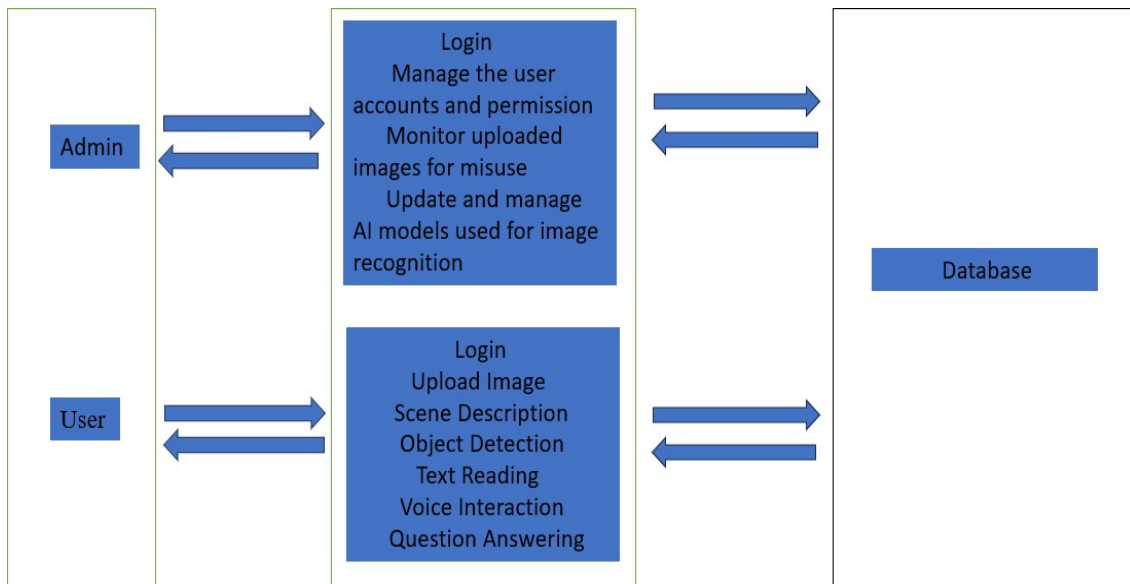 Admin
Login
Manage the user
accounts and permission
Monitor uploaded
images for misuse
Update and manage
AI models used for image
recognition
Database
User
Login
Upload Image
Scene Description
Object Detection
Text Reading
Voice Interaction
Question Answering